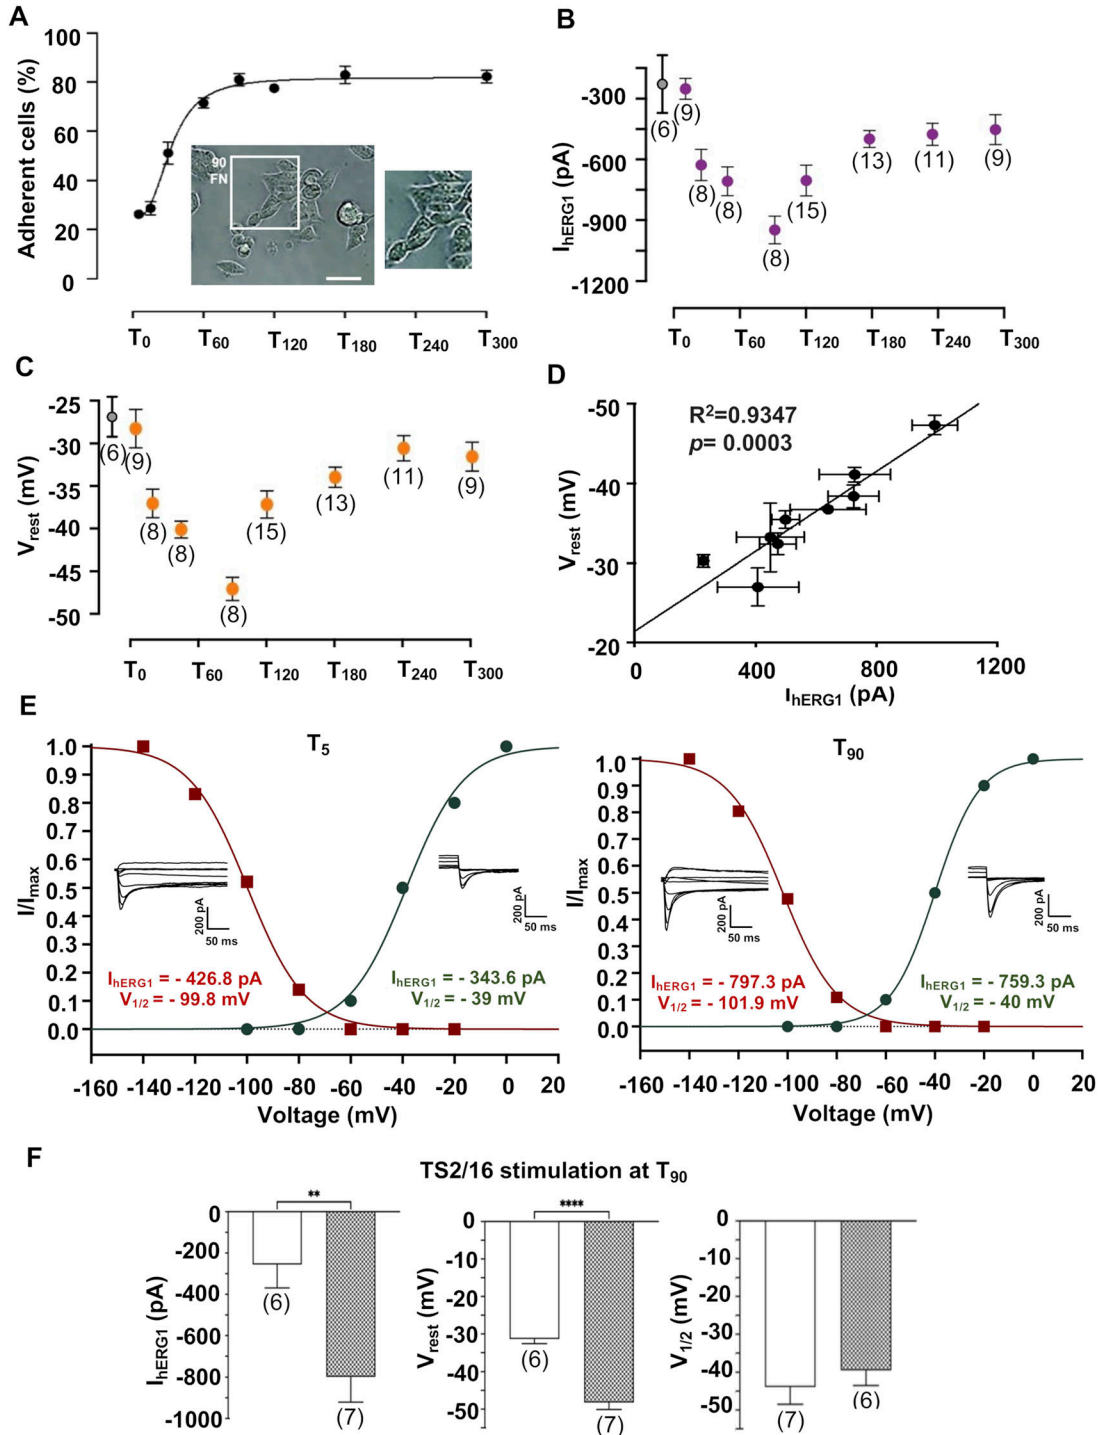 A
Adherent cells (%)
100
80
60
40
20
0
90
FN
T0 T60 T120 T180 T240 T300
B
IhERG1 (pA)
-300
-600
-900
-1200
(6) (9) (8) (8) (8) (15) (13) (11) (9)
T0 T60 T120 T180 T240 T300
C
Vrest (mV)
-25
-30
-35
-40
-45
-50
(6) (9) (8) (8) (8) (15) (13) (11) (9)
T0 T60 T120 T180 T240 T300
D
R2=0.9347
p= 0.0003
Vrest (mV)
-50
-40
-30
-20
0 400 800 1200
IhERG1 (pA)
E
T5
I/Imax
1.0
0.9
0.8
0.7
0.6
0.5
0.4
0.3
0.2
0.1
0.0
200 pA
50 ms
200 pA
50 ms
IhERG1 = - 426.8 pA
V1/2 = - 99.8 mV
IhERG1 = - 343.6 pA
V1/2 = - 39 mV
-160 -140 -120 -100 -80 -60 -40 -20 0 20
Voltage (mV)
T90
I/Imax
1.0
0.9
0.8
0.7
0.6
0.5
0.4
0.3
0.2
0.1
0.0
200 pA
50 ms
200 pA
50 ms
IhERG1 = - 797.3 pA
V1/2 = - 101.9 mV
IhERG1 = - 759.3 pA
V1/2 = - 40 mV
-160 -140 -120 -100 -80 -60 -40 -20 0 20
Voltage (mV)
F
TS2/16 stimulation at T90
IhERG1 (pA)
0
-200
-400
-600
-800
-1000
**
(6)
(7)
Vrest (mV)
0
-10
-20
-30
-40
-50
****
(6)
(7)
V1/2 (mV)
0
-10
-20
-30
-40
-50
(7)
(6)